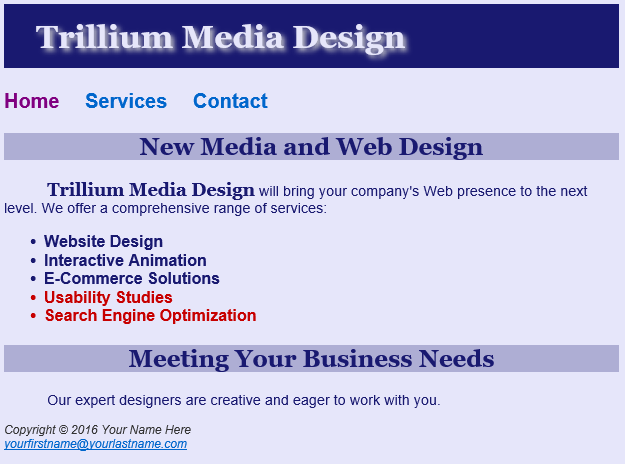 Trillium Media Design
Home Services Contact
New Media and Web Design
Trillium Media Design will bring your company's Web presence to the next
level. We offer a comprehensive range of services:
• Website Design
• Interactive Animation
• E-Commerce Solutions
• Usability Studies
• Search Engine Optimization
Meeting Your Business Needs
Our expert designers are creative and eager to work with you.
Copyright © 2016 Your Name Here
yourfirstname@yourlastname.com